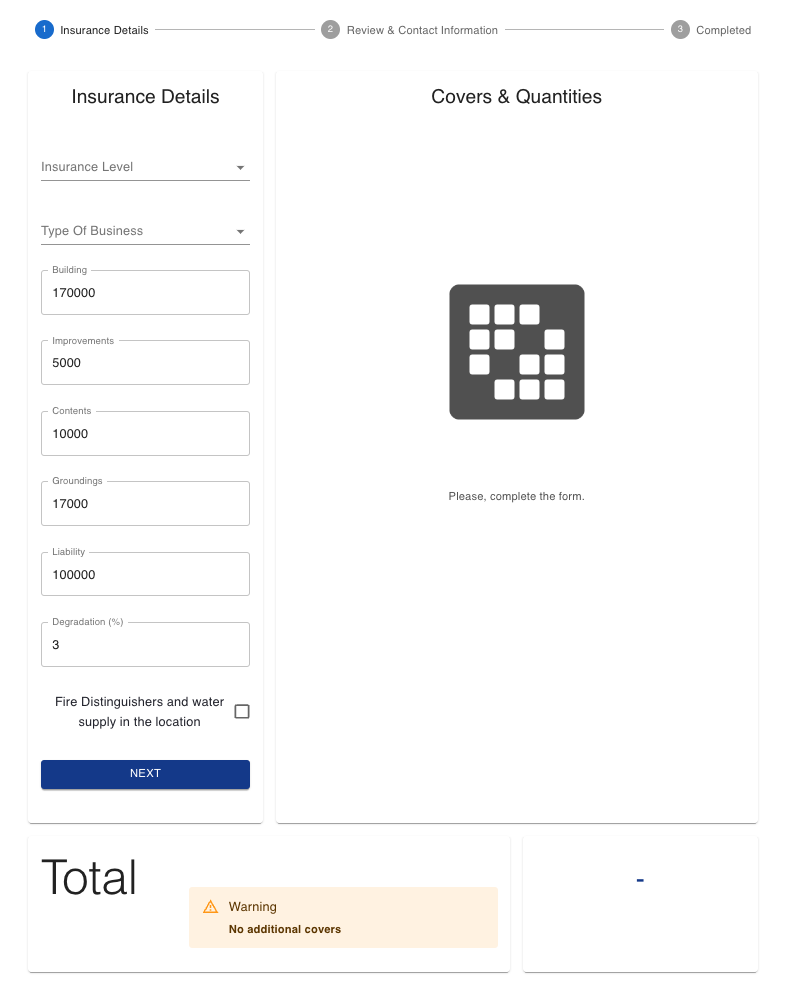 1 Insurance Details
2 Review & Contact Information
3 Completed
Insurance Details
Insurance Level
Type Of Business
Building
170000
Improvements
5000
Contents
10000
Groundings
17000
Liability
100000
Degradation (%)
3
Fire Distinguishers and water
supply in the location
NEXT
Covers & Quantities
Please, complete the form.
Total
Warning
No additional covers
-